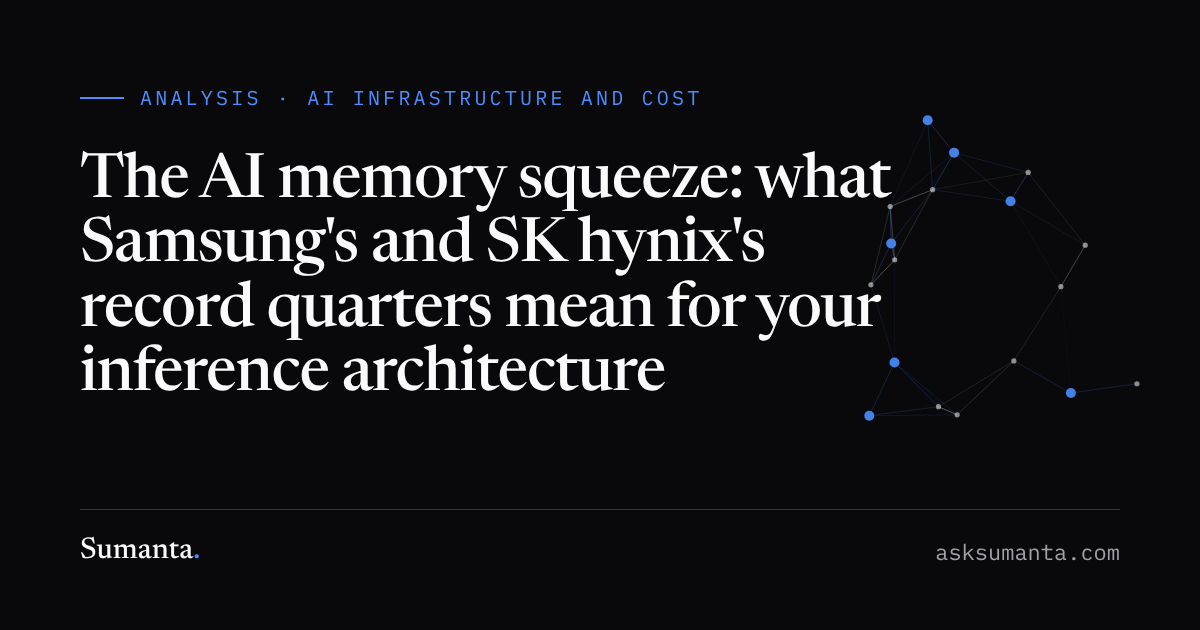 ANALYSIS · AI INFRASTRUCTURE AND COST
The AI memory squeeze: what
Samsung's and SK hynix's
record quarters mean for your
inference architecture
Sumanta.
asksumanta.com